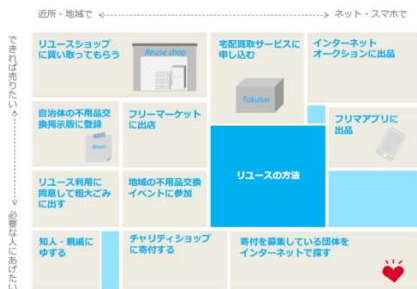 近所・地域で
ネット・スマホで
できれば売りたい
必要な人にあげたい
リユースショップ
に買い取ってもらう
Reuse shop
宅配買取サービスに
申し込む
Takuhai
インターネット
オークションに出品
自治体の不用品交
換掲示版に登録
Want
フリーマーケット
に出店
フリマアプリに
出品
リユース利用に
同意して粗大ごみ
に出す
地域の不用品交換
イベントに参加
リユースの方法
知人・親戚に
ゆずる
チャリティショップ
に寄付する
寄付を募集している団体を
インターネットで探す